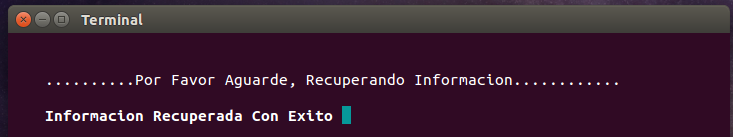 Terminal
..........Por Favor Aguarde, Recuperando Informacion............
Informacion Recuperada Con Exito